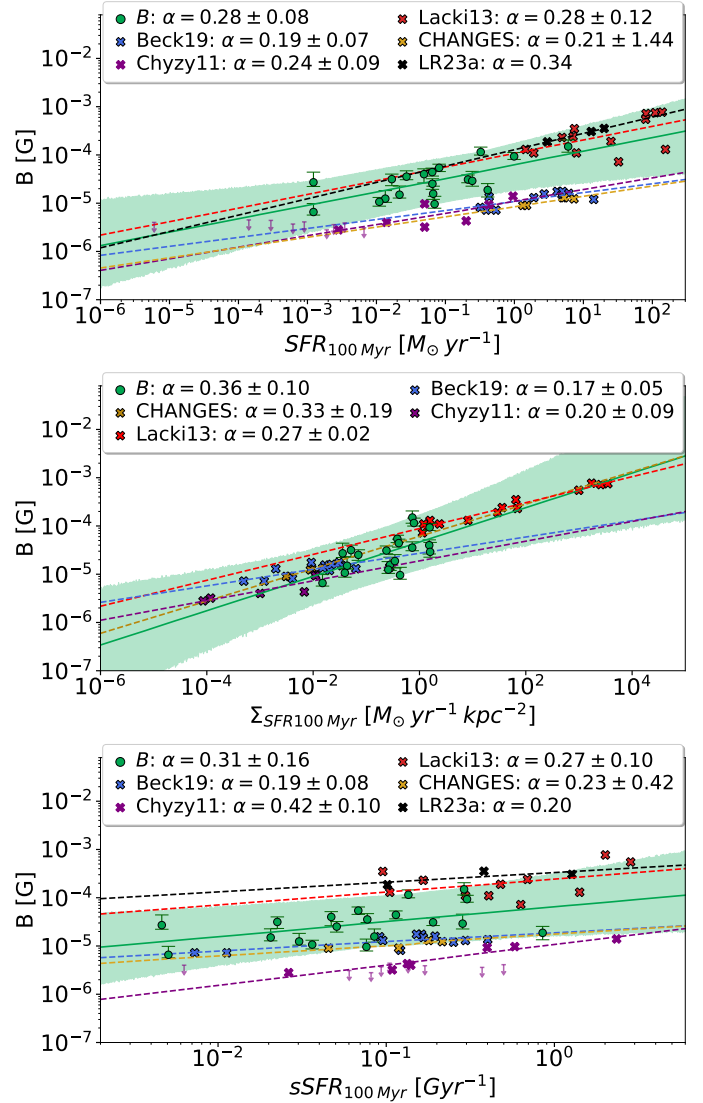 B: α = 0.28 ± 0.08 Lacki13: α = 0.28 ± 0.12
Beck19: α = 0.19 ± 0.07 CHANGES: α = 0.21 ± 1.44
Chyzy11: α = 0.24 ± 0.09 LR23a: α = 0.34
10⁻²
10⁻³
10⁻⁴
10⁻⁵
10⁻⁶
10⁻⁷
B [G]
10⁻⁶ 10⁻⁵ 10⁻⁴ 10⁻³ 10⁻² 10⁻¹ 10⁰ 10¹ 10²
SFR₁₀₀ Myr [M⊙ yr⁻¹]
B: α = 0.36 ± 0.10 Beck19: α = 0.17 ± 0.05
CHANGES: α = 0.33 ± 0.19 Chyzy11: α = 0.20 ± 0.09
Lacki13: α = 0.27 ± 0.02
10⁻²
10⁻³
10⁻⁴
10⁻⁵
10⁻⁶
10⁻⁷
B [G]
10⁻⁶ 10⁻⁴ 10⁻² 10⁰ 10² 10⁴
Σ_SFR100 Myr [M⊙ yr⁻¹ kpc⁻²]
B: α = 0.31 ± 0.16 Lacki13: α = 0.27 ± 0.10
Beck19: α = 0.19 ± 0.08 CHANGES: α = 0.23 ± 0.42
Chyzy11: α = 0.42 ± 0.10 LR23a: α = 0.20
10⁻²
10⁻³
10⁻⁴
10⁻⁵
10⁻⁶
10⁻⁷
B [G]
10⁻² 10⁻¹ 10⁰
sSFR₁₀₀ Myr [Gyr⁻¹]